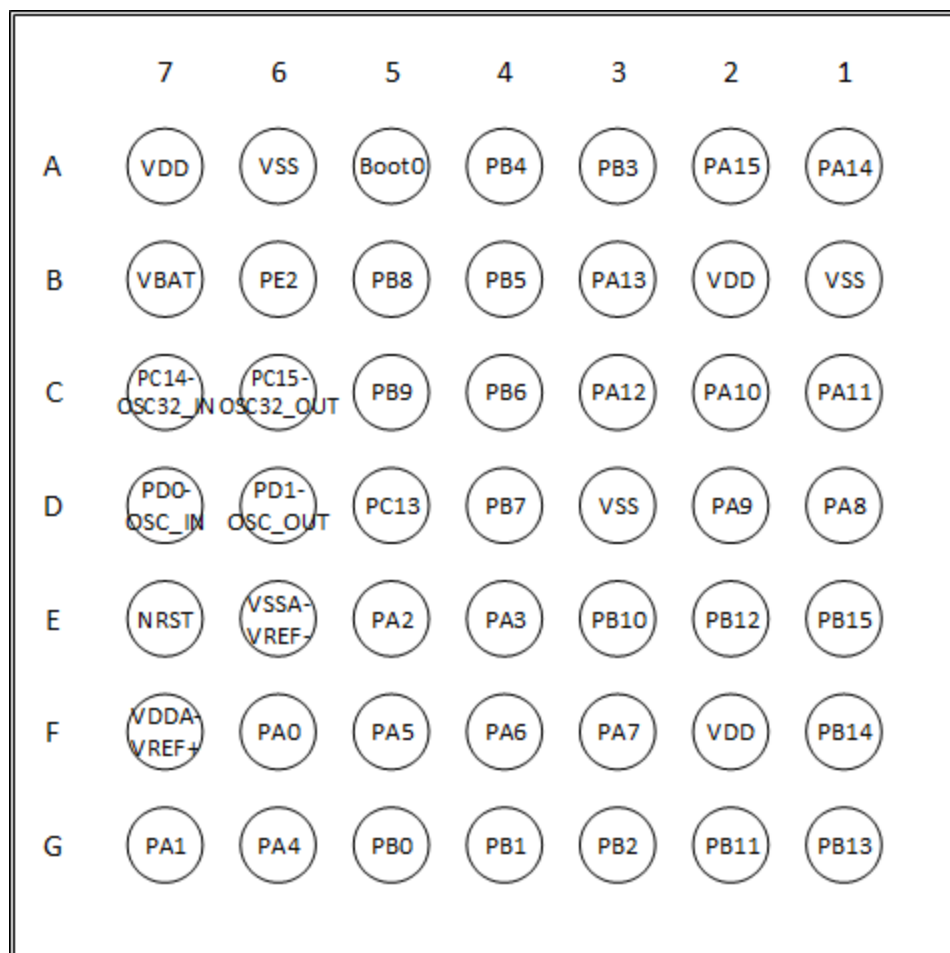 7 6 5 4 3 2 1
A VDD VSS Boot0 PB4 PB3 PA15 PA14
B VBAT PE2 PB8 PB5 PA13 VDD VSS
C PC14-OSC32_IN PC15-OSC32_OUT PB9 PB6 PA12 PA10 PA11
D PD0-OSC_IN PD1-OSC_OUT PC13 PB7 VSS PA9 PA8
E NRST VSSA-VREF- PA2 PA3 PB10 PB12 PB15
F VDDA-VREF+ PA0 PA5 PA6 PA7 VDD PB14
G PA1 PA4 PB0 PB1 PB2 PB11 PB13